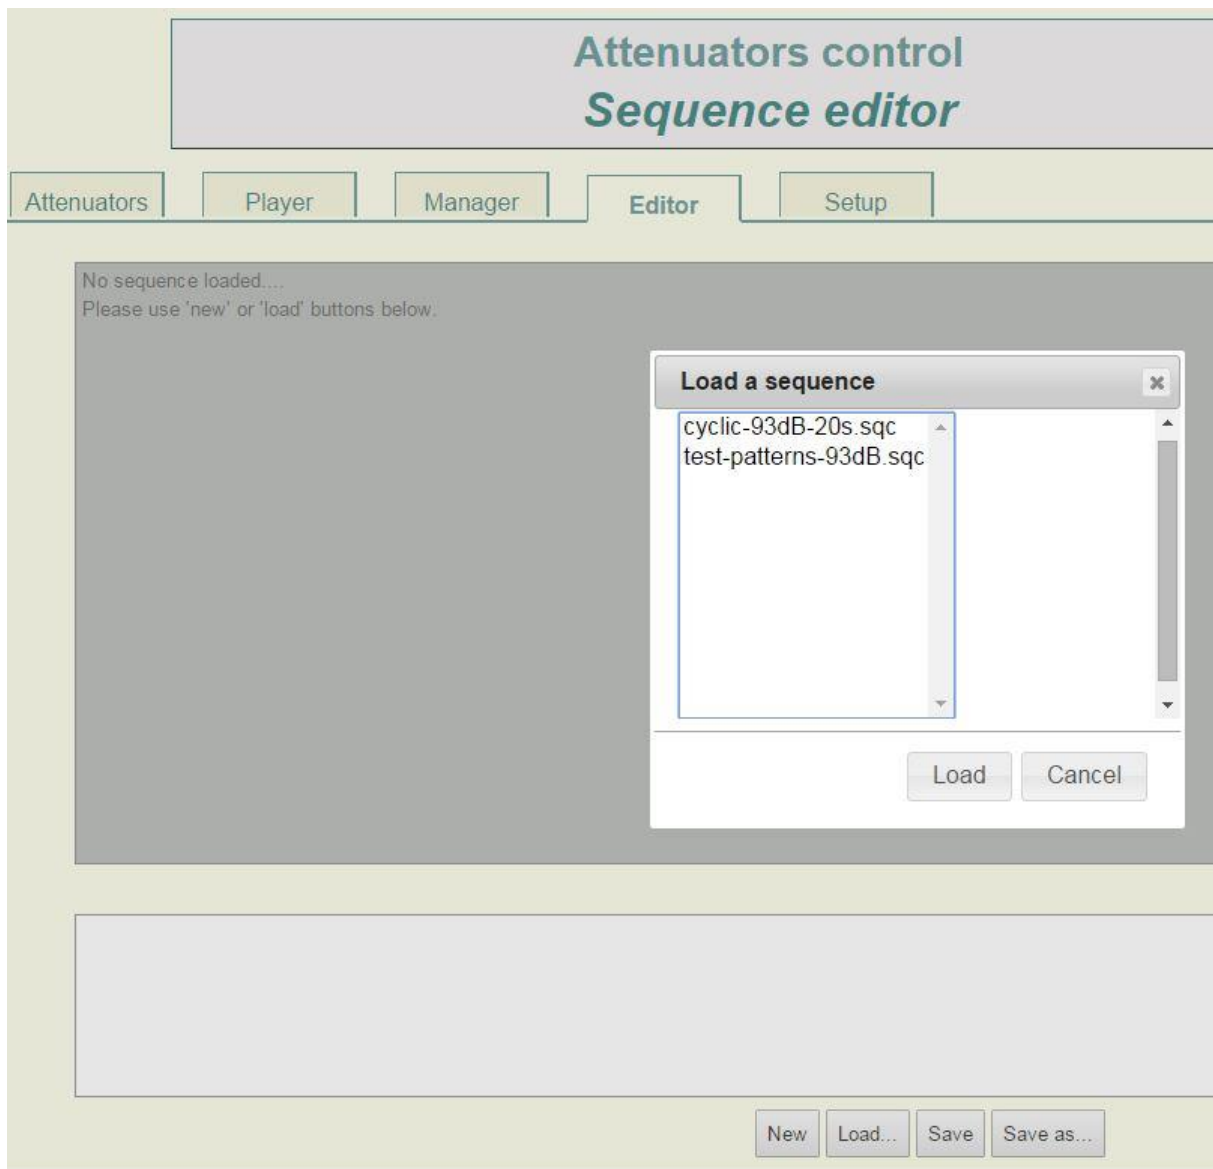 Attenuators control
Sequence editor
Attenuators
Player
Manager
Editor
Setup
No sequence loaded....
Please use 'new' or 'load' buttons below.
Load a sequence
cyclic-93dB-20s.sqc
test-patterns-93dB.sqc
Load
Cancel
New
Load...
Save
Save as...